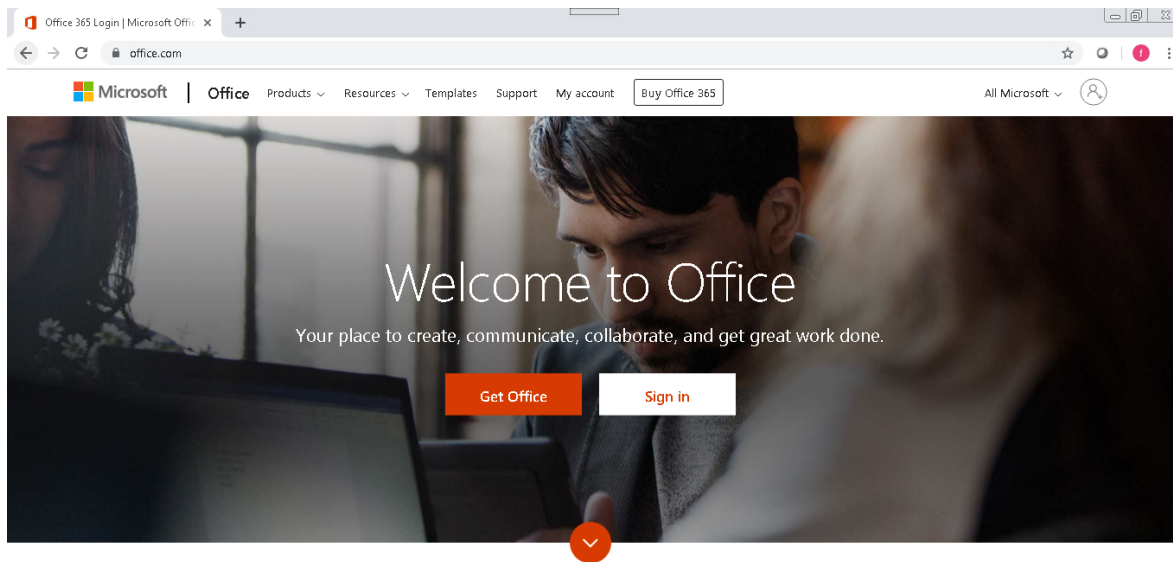 Office 365 Login | Microsoft Offic
office.com
f
Microsoft Office Products Resources Templates Support My account Buy Office 365 All Microsoft
Welcome to Office
Your place to create, communicate, collaborate, and get great work done.
Get Office Sign in